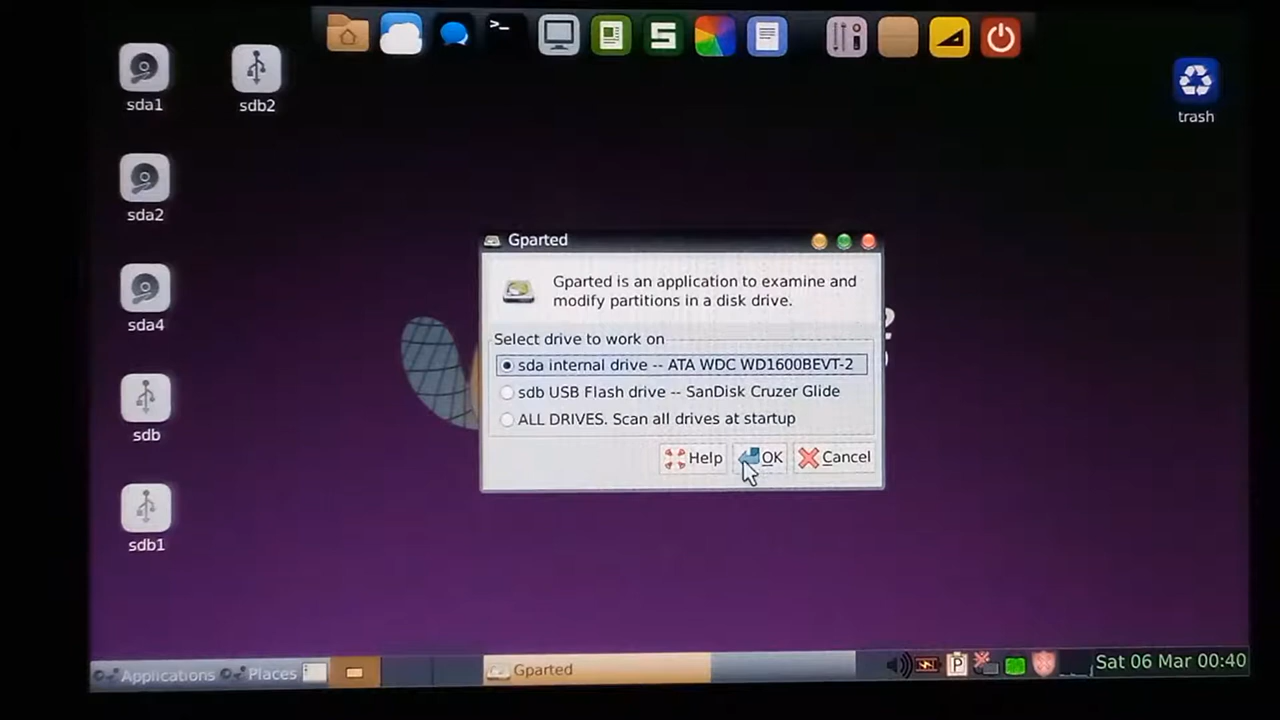 >_
sda1
sdb2
trash
sda2
sda4
sdb
sdb1
Gparted
Gparted is an application to examine and
modify partitions in a disk drive.
Select drive to work on
sda internal drive -- ATA WDC WD1600BEVT-2
sdb USB Flash drive -- SanDisk Cruzer Glide
ALL DRIVES. Scan all drives at startup
Help
OK
Cancel
2
Applications
Places
Gparted
P
Sat 06 Mar 00:40